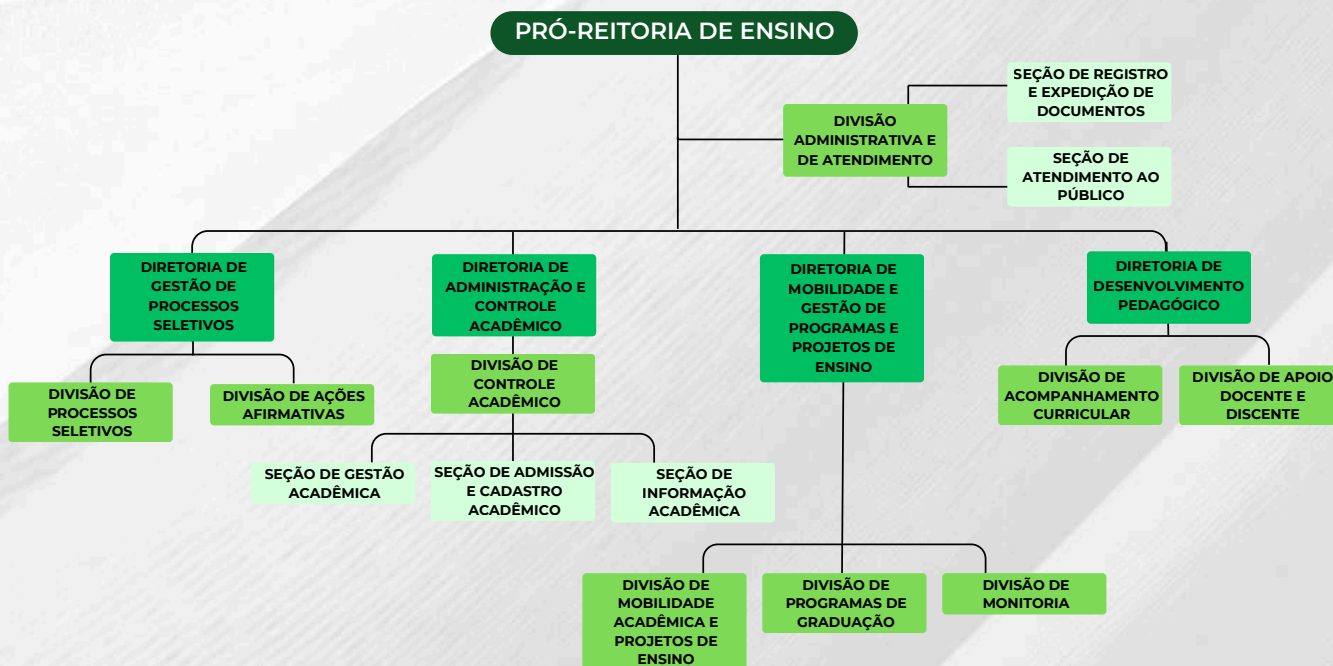 PRÓ-REITORIA DE ENSINO
SEÇÃO DE REGISTRO
E EXPEDIÇÃO DE
DOCUMENTOS
DIVISÃO
ADMINISTRATIVA E
DE ATENDIMENTO
SEÇÃO DE
ATENDIMENTO AO
PÚBLICO
DIRETORIA DE
GESTÃO DE
PROCESSOS
SELETIVOS
DIRETORIA DE
ADMINISTRAÇÃO E
CONTROLE
ACADÊMICO
DIRETORIA DE
MOBILIDADE E
GESTÃO DE
PROGRAMAS E
PROJETOS DE
ENSINO
DIRETORIA DE
DESENVOLVIMENTO
PEDAGÓGICO
DIVISÃO DE
PROCESSOS
SELETIVOS
DIVISÃO DE AÇÕES
AFIRMATIVAS
DIVISÃO DE
CONTROLE
ACADÊMICO
DIVISÃO DE
ACOMPANHAMENTO
CURRICULAR
DIVISÃO DE APOIO
DOCENTE E
DISCENTE
SEÇÃO DE GESTÃO
ACADÊMICA
SEÇÃO DE ADMISSÃO
E CADASTRO
ACADÊMICO
SEÇÃO DE
INFORMAÇÃO
ACADÊMICA
DIVISÃO DE
MOBILIDADE
ACADÊMICA E
PROJETOS DE
ENSINO
DIVISÃO DE
PROGRAMAS DE
GRADUAÇÃO
DIVISÃO DE
MONITORIA